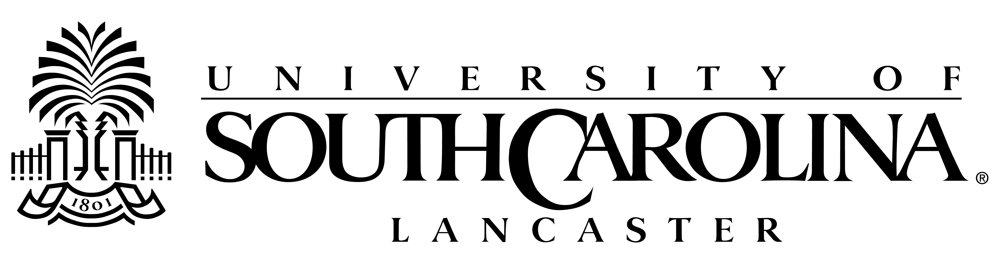 UNIVERSITY OF
SOUTH CAROLINA®
LANCASTER
1801